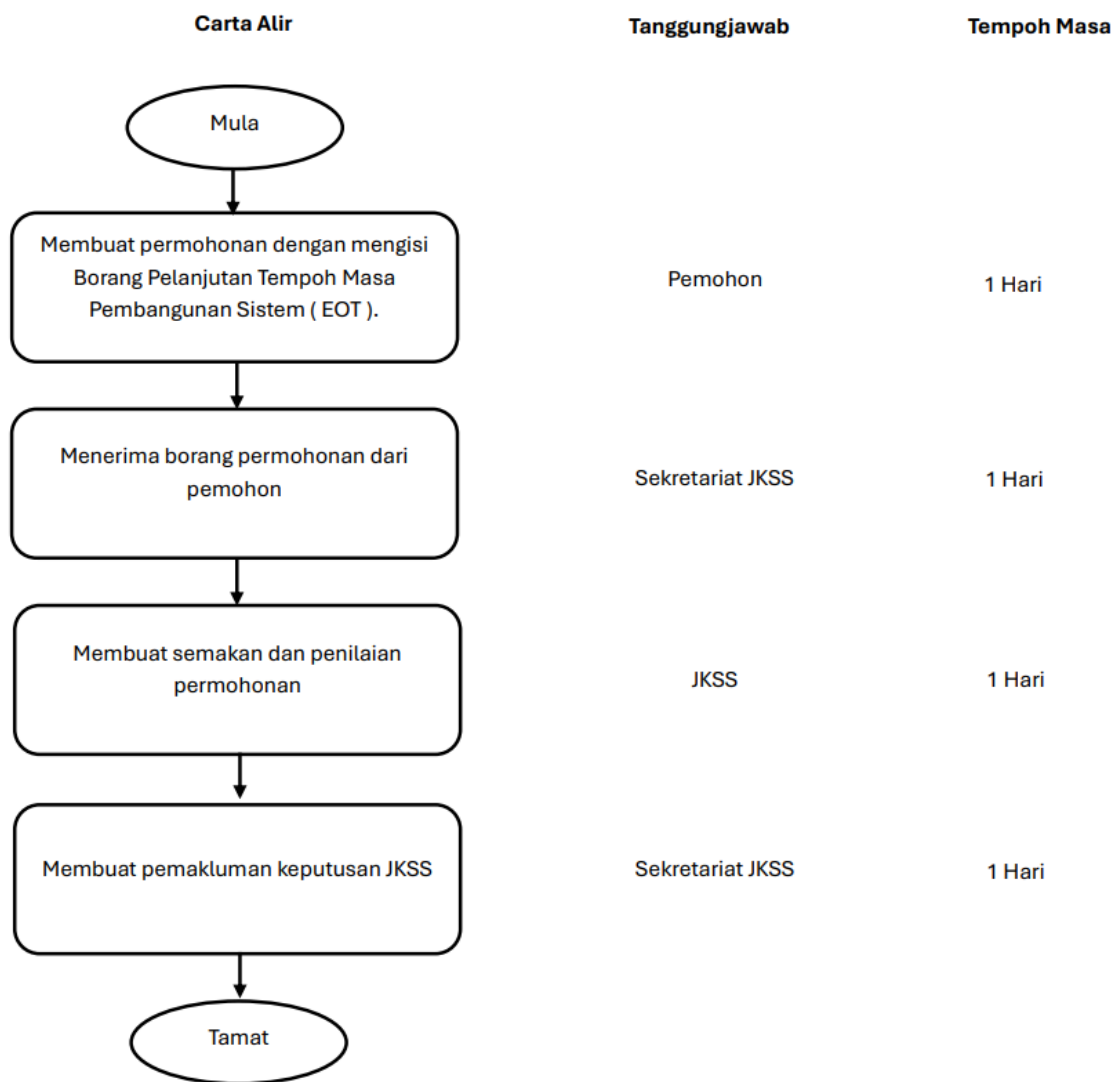 Carta Alir
Tanggungjawab
Tempoh Masa
Mula
Membuat permohonan dengan mengisi
Borang Pelanjutan Tempoh Masa
Pembangunan Sistem ( EOT ).
Pemohon
1 Hari
Menerima borang permohonan dari
pemohon
Sekretariat JKSS
1 Hari
Membuat semakan dan penilaian
permohonan
JKSS
1 Hari
Membuat pemakluman keputusan JKSS
Sekretariat JKSS
1 Hari
Tamat